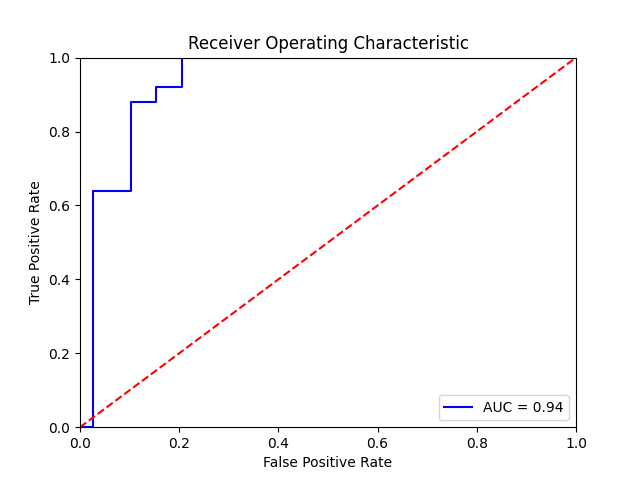 Receiver Operating Characteristic
True Positive Rate
1.0
0.8
0.6
0.4
0.2
0.0
AUC = 0.94
0.0 0.2 0.4 0.6 0.8 1.0
False Positive Rate